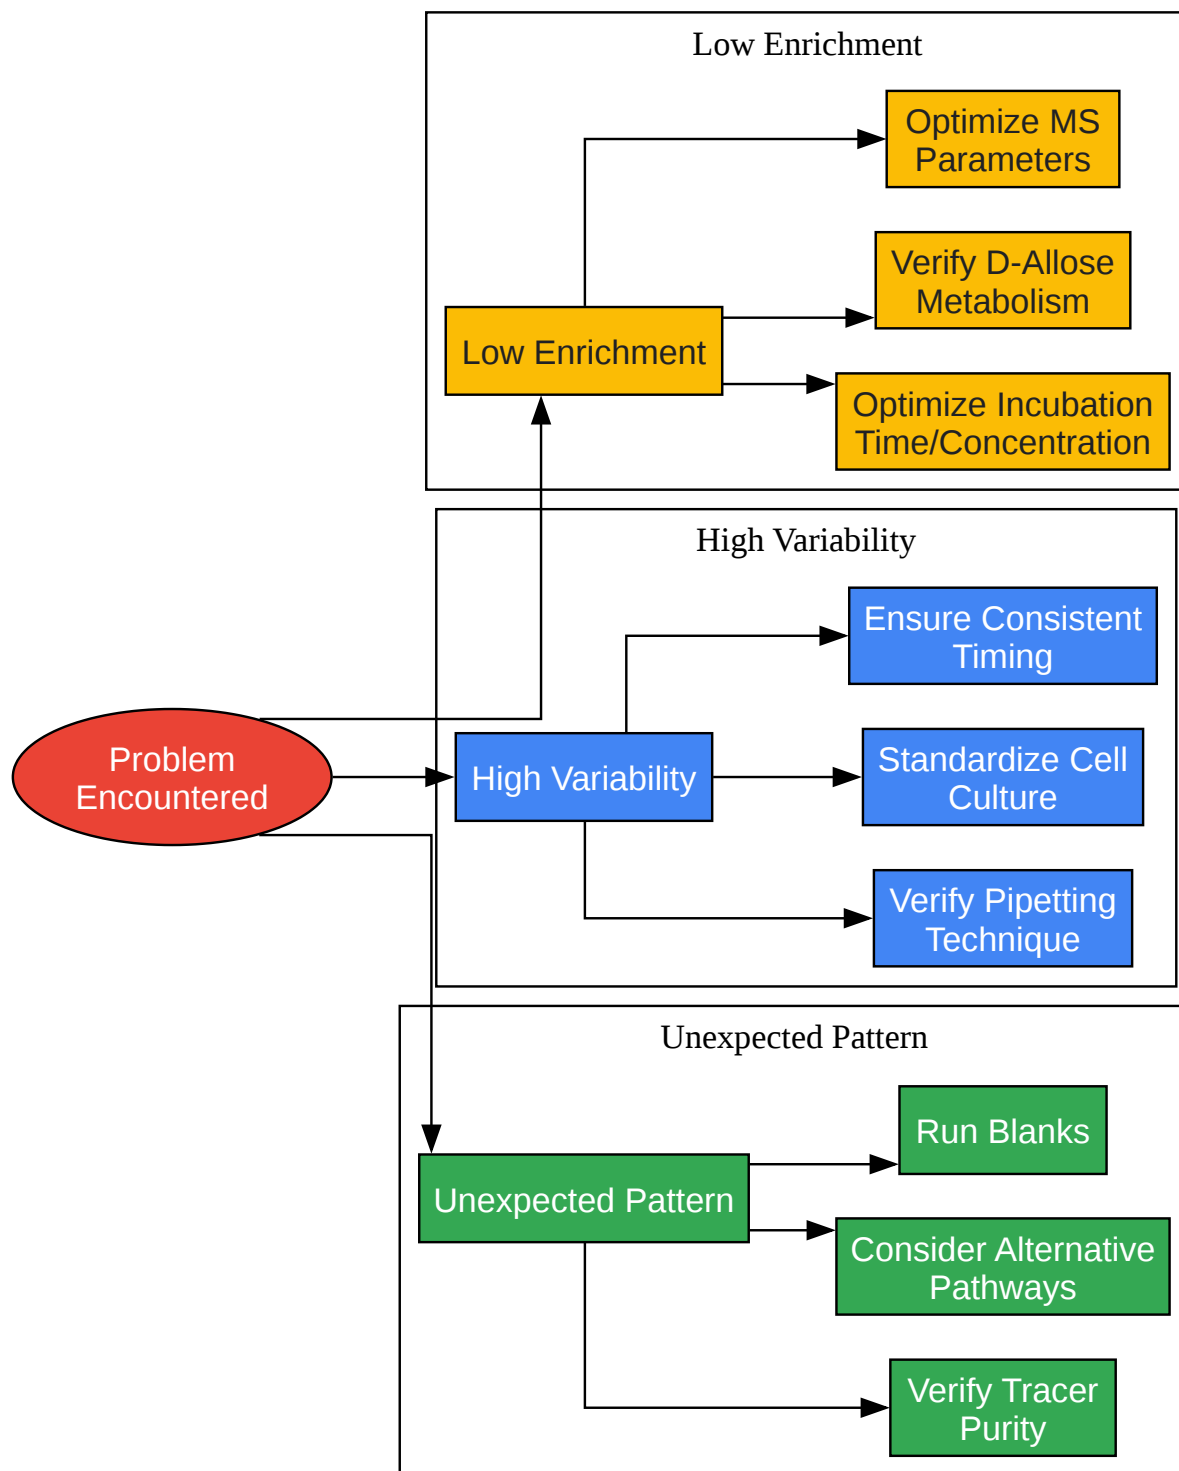 Low Enrichment
Optimize MS
Parameters
Verify D-Allose
Metabolism
Low Enrichment
Optimize Incubation
Time/Concentration
High Variability
Ensure Consistent
Timing
Problem
Encountered
High Variability
Standardize Cell
Culture
Verify Pipetting
Technique
Unexpected Pattern
Run Blanks
Unexpected Pattern
Consider Alternative
Pathways
Verify Tracer
Purity